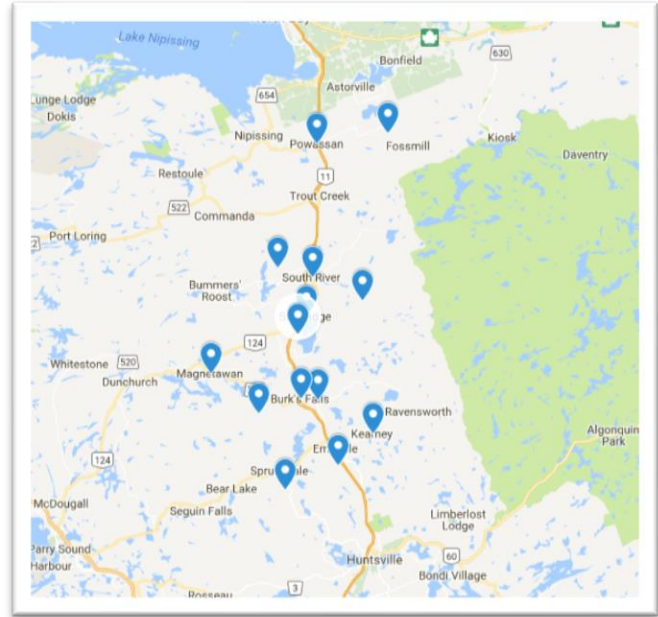 Lake Nipissing
Bonfield
630
Astorville
654
Lunge Lodge
Dokis
Nipissing
Powassan
Fossmill
Kiosk
Daventry
Restoule
11
Trout Creek
522
Commanda
Port Loring
South River
Bummers'
Roost
124
Whitestone
520
Magnetawan
Dunchurch
Burk's Falls
Ravensworth
Kearney
Algonquin
Park
124
Bear Lake
McDougall
Seguin Falls
Limberlost
Lodge
Parry Sound
Harbour
Huntsville
60
Bondi Village
3
Rosseau